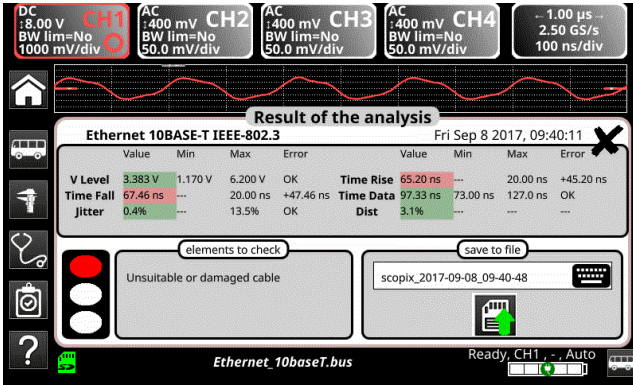 DC
↕8.00 V CH1
BW lim=No
1000 mV/div
AC
↕400 mV CH2
BW lim=No
50.0 mV/div
AC
↕400 mV CH3
BW lim=No
50.0 mV/div
AC
↕400 mV CH4
BW lim=No
50.0 mV/div
←1.00 µs→
2.50 GS/s
100 ns/div
Result of the analysis
Ethernet 10BASE-T IEEE-802.3 Fri Sep 8 2017, 09:40:11
Value Min Max Error Value Min Max Error
V Level 3.383 V 1.170 V 6.200 V OK Time Rise 65.20 ns --- 20.00 ns +45.20 ns
Time Fall 67.46 ns --- 20.00 ns +47.46 ns Time Data 97.33 ns 73.00 ns 127.0 ns OK
Jitter 0.4% --- 13.5% OK Dist 3.1% --- --- ---
elements to check
Unsuitable or damaged cable
save to file
scopix_2017-09-08_09-40-48
?
Ethernet_10baseT.bus
Ready, CH1 , - , Auto